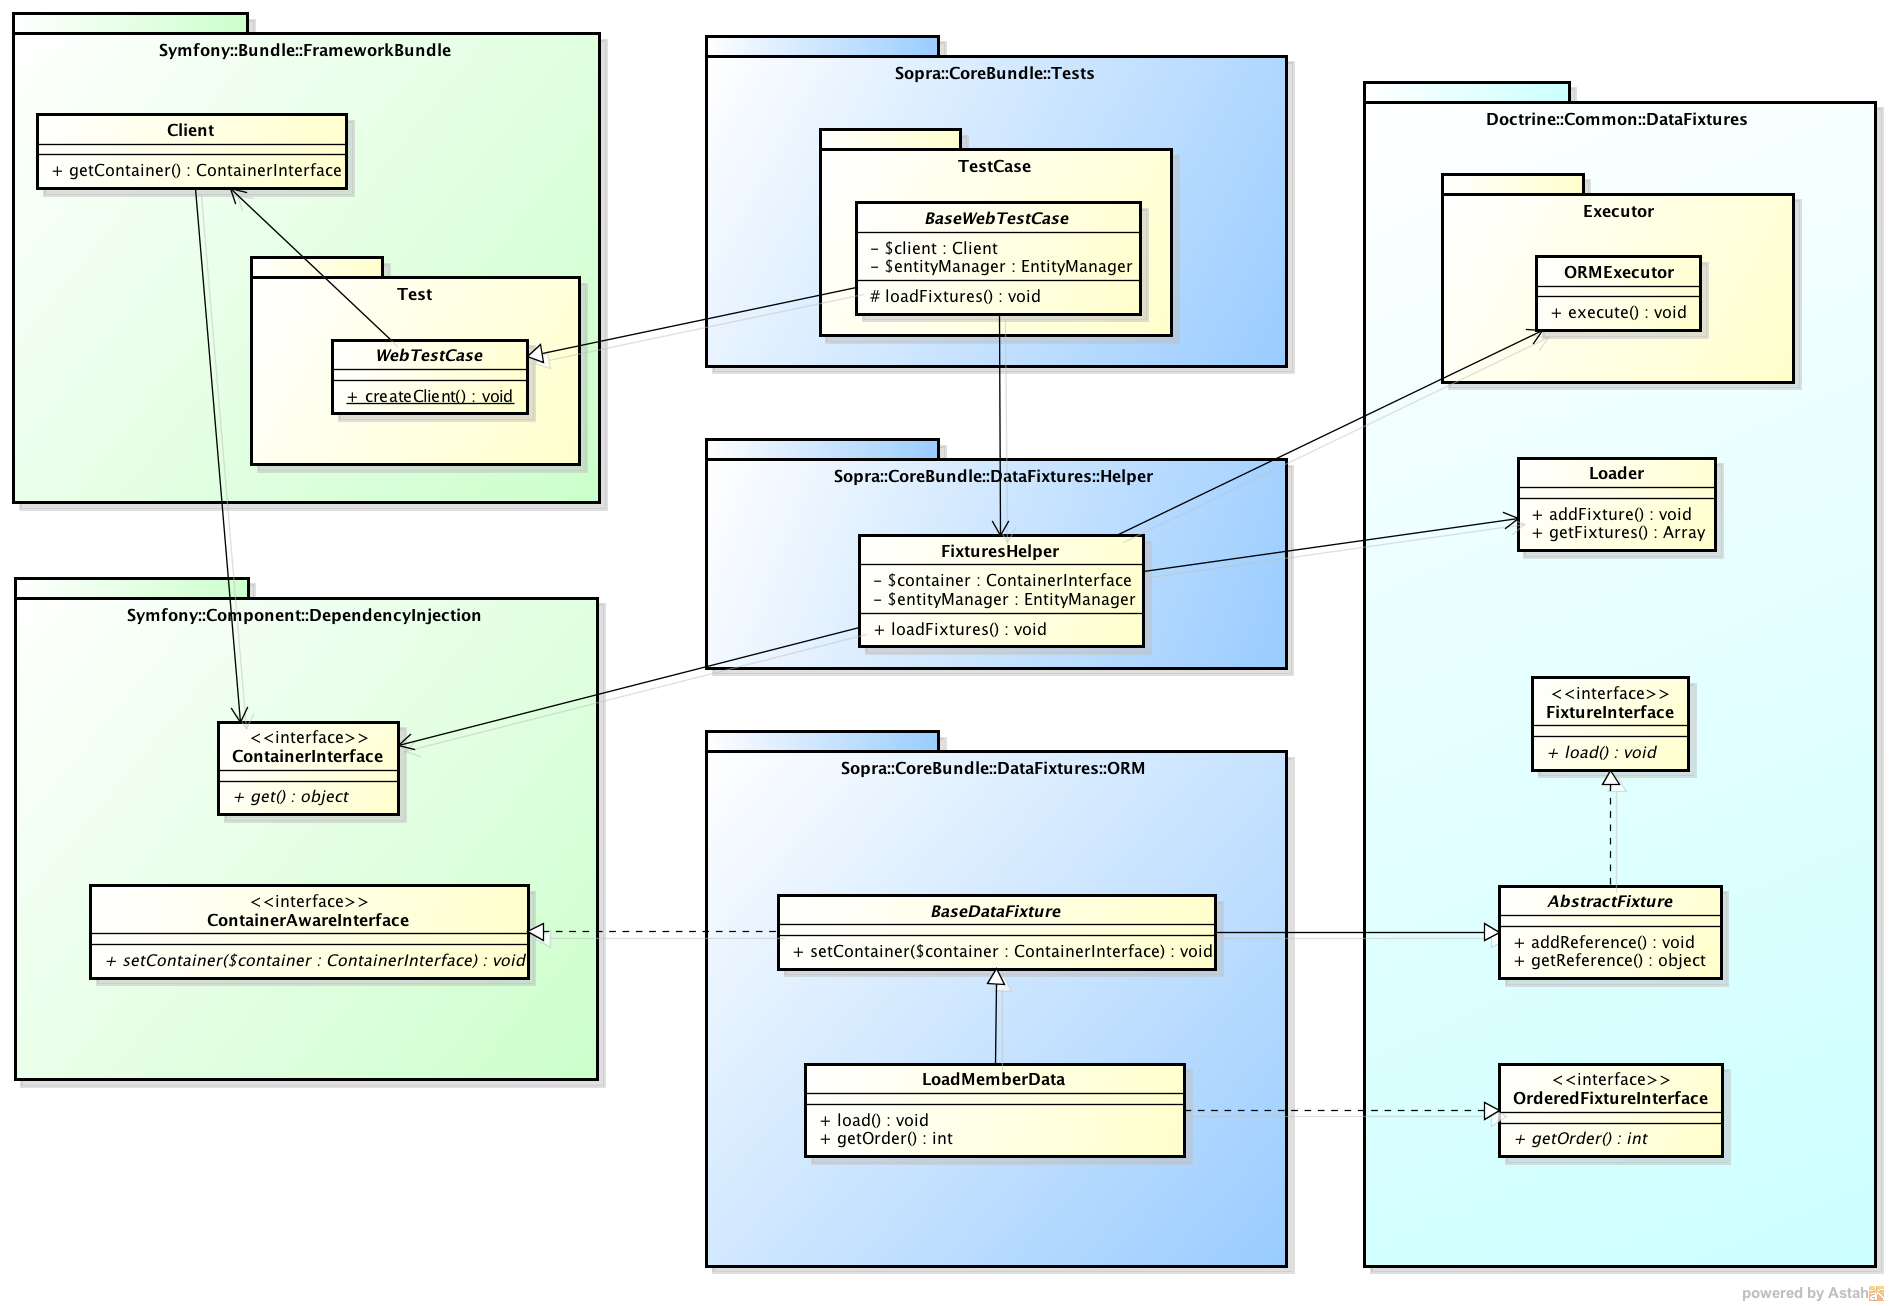 Symfony::Bundle::FrameworkBundle
Client
+ getContainer() : ContainerInterface
Test
WebTestCase
+ createClient() : void
Symfony::Component::DependencyInjection
<<interface>>
ContainerInterface
+ get() : object
<<interface>>
ContainerAwareInterface
+ setContainer($container : ContainerInterface) : void
Sopra::CoreBundle::Tests
TestCase
BaseWebTestCase
- $client : Client
- $entityManager : EntityManager
# loadFixtures() : void
Sopra::CoreBundle::DataFixtures::Helper
FixturesHelper
- $container : ContainerInterface
- $entityManager : EntityManager
+ loadFixtures() : void
Sopra::CoreBundle::DataFixtures::ORM
BaseDataFixture
+ setContainer($container : ContainerInterface) : void
LoadMemberData
+ load() : void
+ getOrder() : int
Doctrine::Common::DataFixtures
Executor
ORMExecutor
+ execute() : void
Loader
+ addFixture() : void
+ getFixtures() : Array
<<interface>>
FixtureInterface
+ load() : void
AbstractFixture
+ addReference() : void
+ getReference() : object
<<interface>>
OrderedFixtureInterface
+ getOrder() : int
powered by Astah